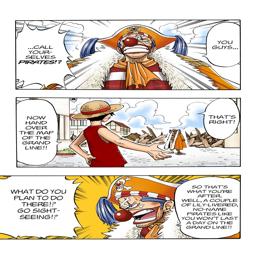 YOU
GUYS...
...CALL
YOUR-
SELVES
PIRATES!?
THAT'S
RIGHT!
NOW
HAND
OVER
THE MAP
OF THE
GRAND
LINE!!
SO THAT'S
WHAT YOU'RE
AFTER.
WELL, A COUPLE
OF LILY-LIVERED,
NO-NAME
PIRATES LIKE
YOU WON'T LAST
A DAY ON THE
GRAND LINE!!
WHAT DO YOU
PLAN TO DO
THERE!?
GO SIGHT-
SEEING!?